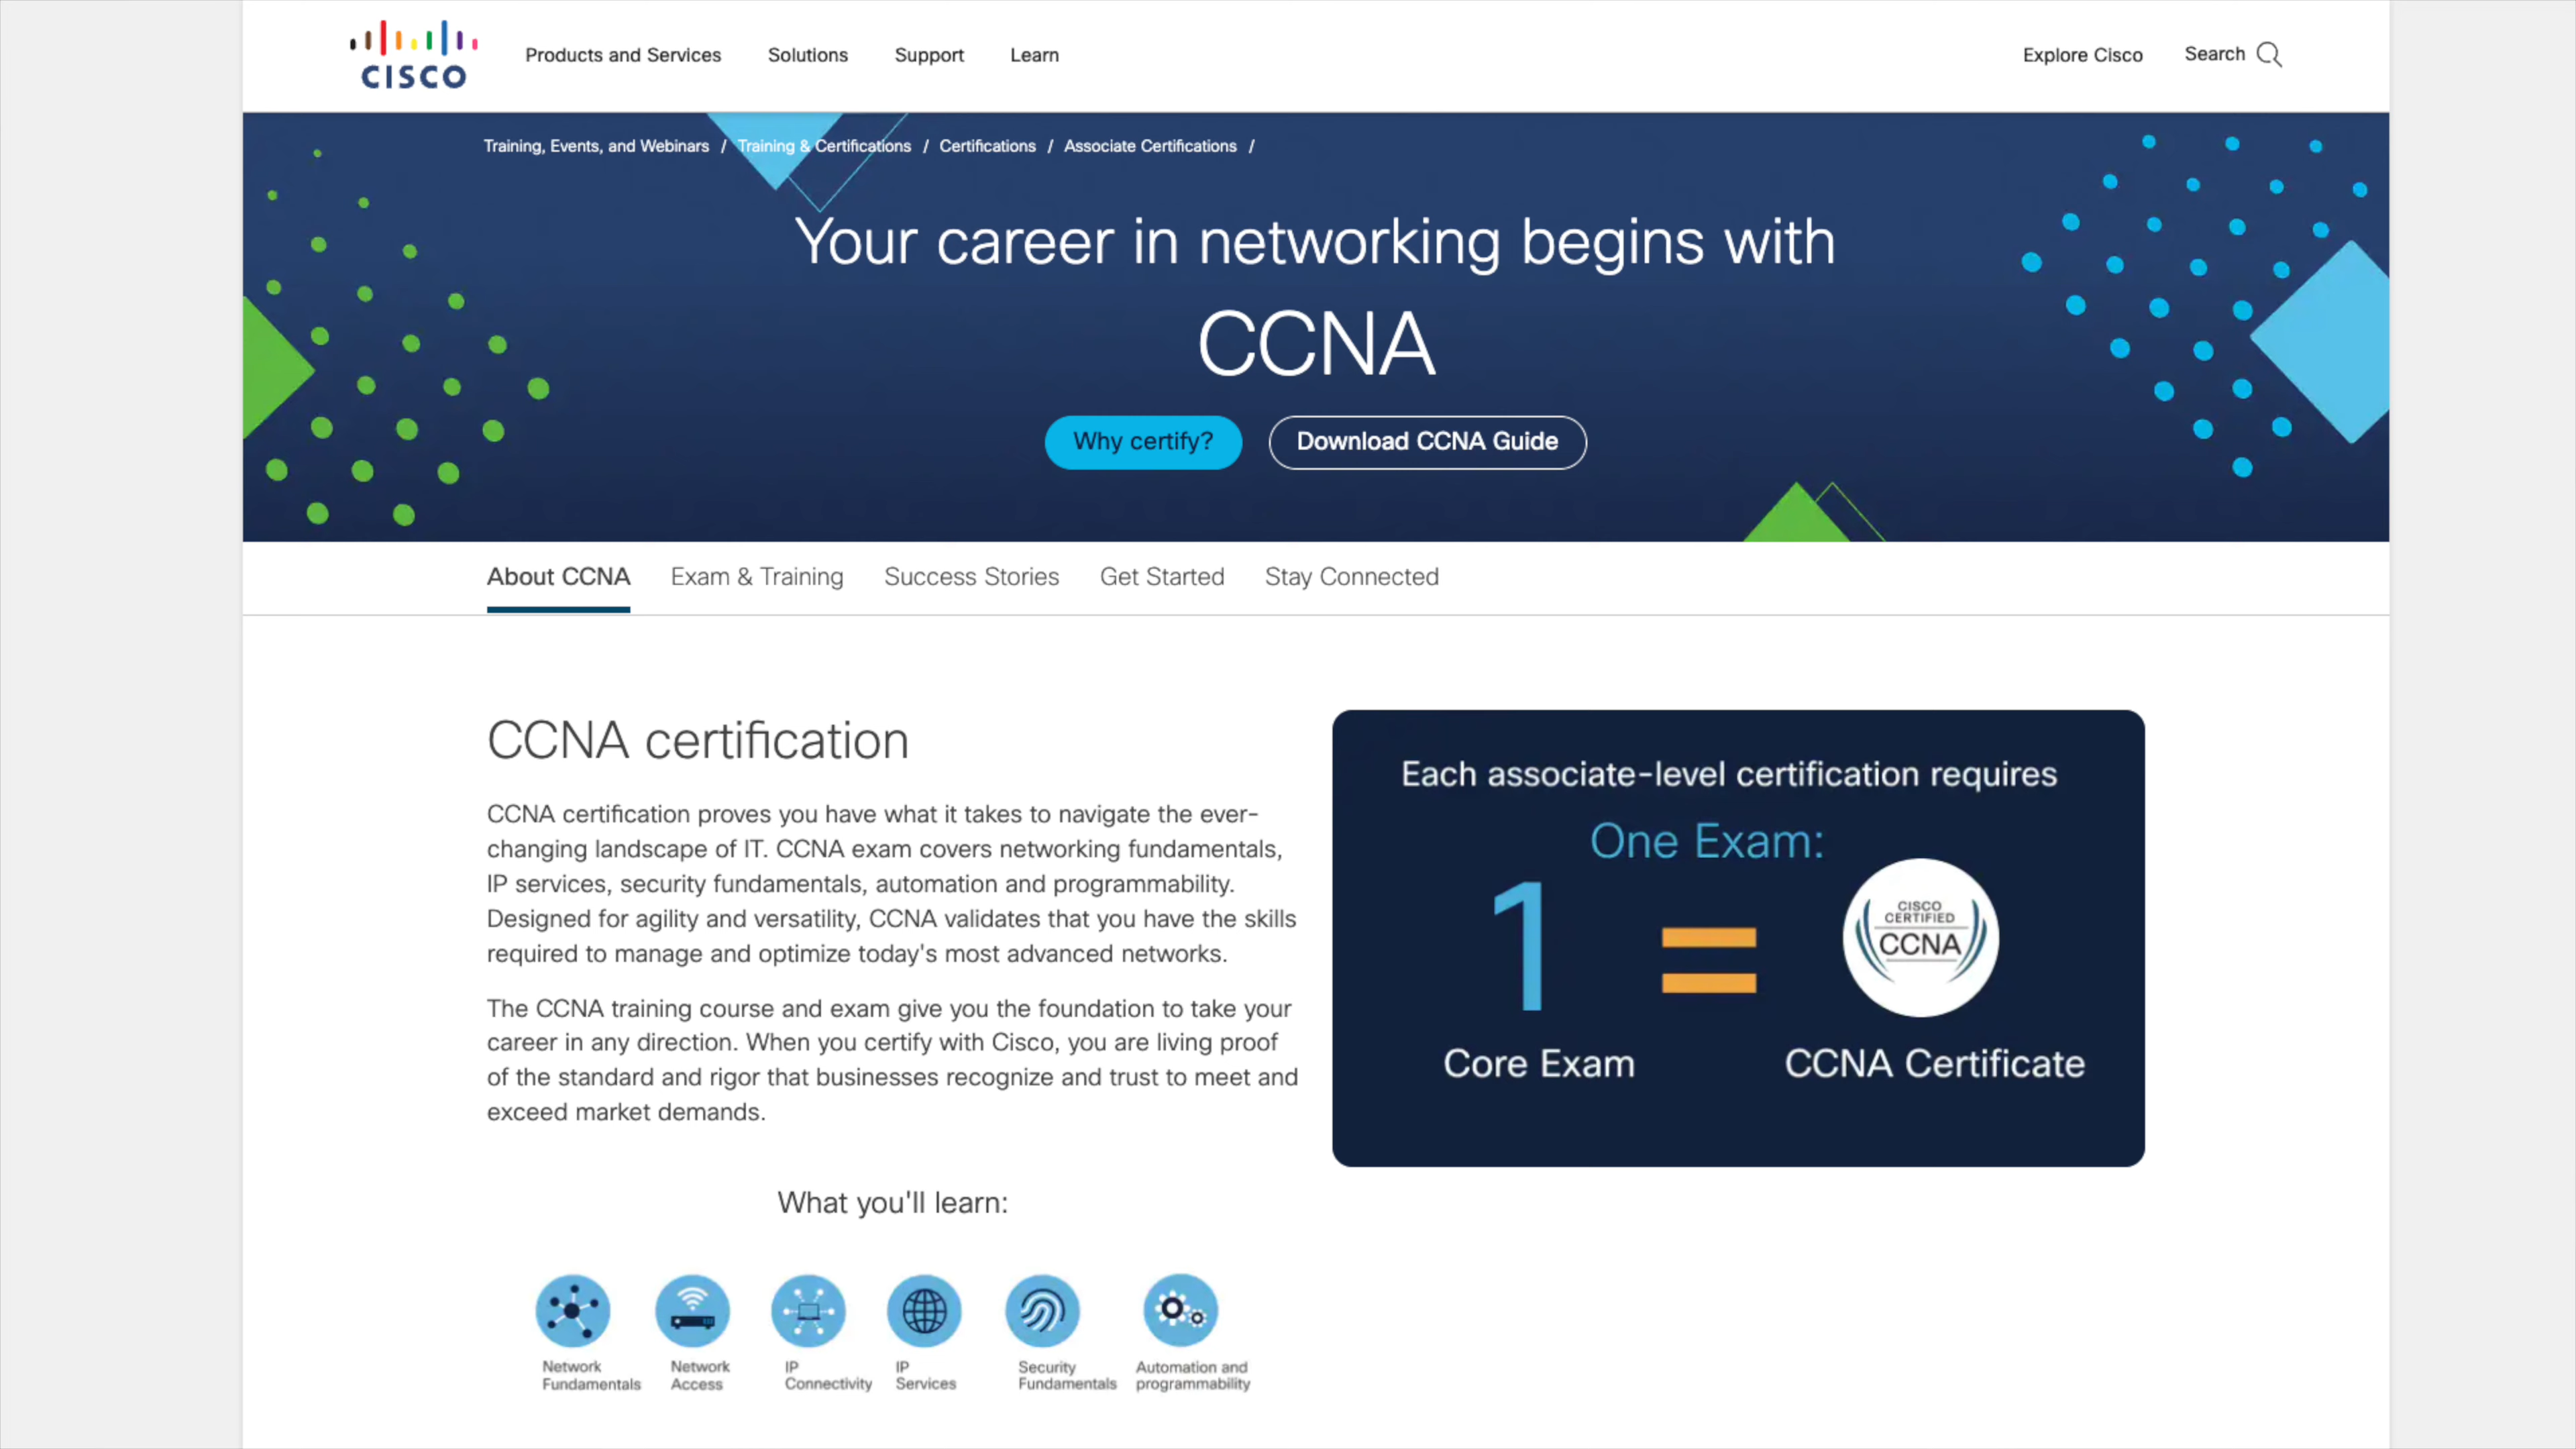 CISCO
Products and Services
Solutions
Support
Learn
Explore Cisco
Search
Training, Events, and Webinars / Training & Certifications / Certifications / Associate Certifications /
Your career in networking begins with
CCNA
Why certify?
Download CCNA Guide
About CCNA
Exam & Training
Success Stories
Get Started
Stay Connected
CCNA certification
CCNA certification proves you have what it takes to navigate the ever-
changing landscape of IT. CCNA exam covers networking fundamentals,
IP services, security fundamentals, automation and programmability.
Designed for agility and versatility, CCNA validates that you have the skills
required to manage and optimize today's most advanced networks.
The CCNA training course and exam give you the foundation to take your
career in any direction. When you certify with Cisco, you are living proof
of the standard and rigor that businesses recognize and trust to meet and
exceed market demands.
Each associate-level certification requires
One Exam:
1
=
CISCO
CERTIFIED
CCNA
Core Exam
CCNA Certificate
What you'll learn:
Network
Fundamentals
Network
Access
IP
Connectivity
IP
Services
Security
Fundamentals
Automation and
programmability